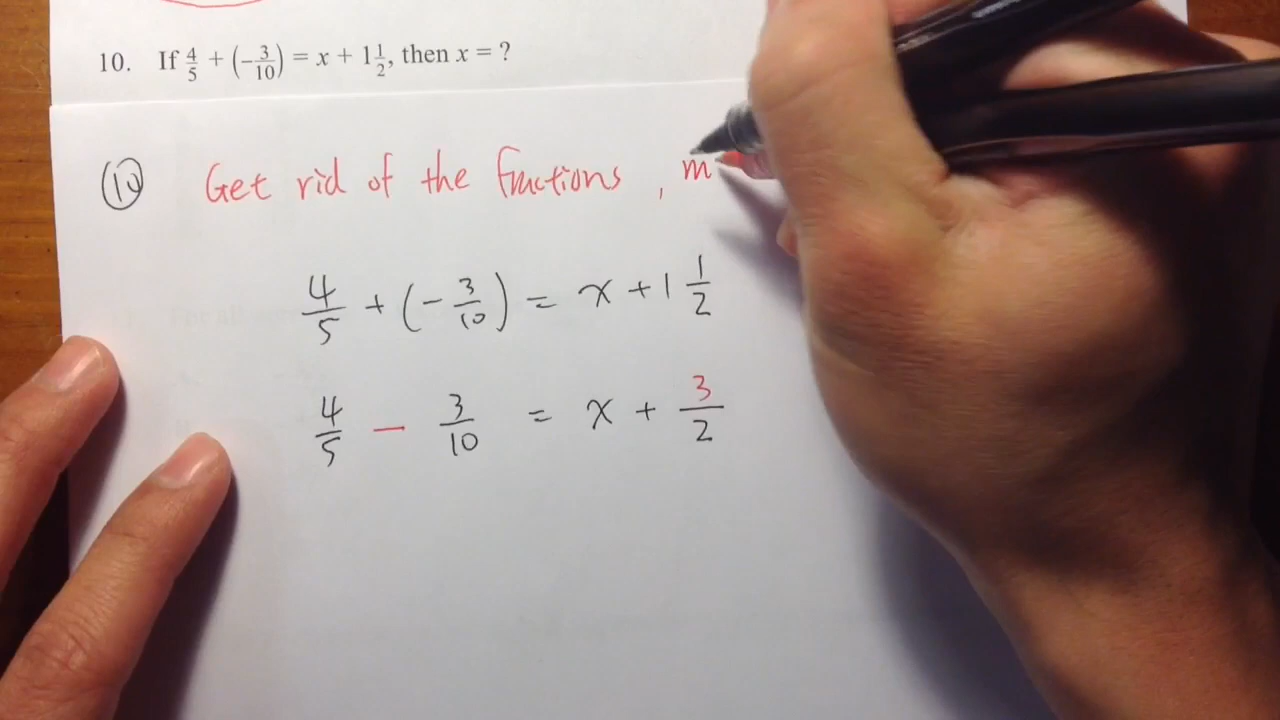 10. If 4/5 + (-3/10) = x + 1 1/2, then x = ?
(10) Get rid of the fractions, m
4/5 + (-3/10) = x + 1 1/2
4/5 - 3/10 = x + 3/2